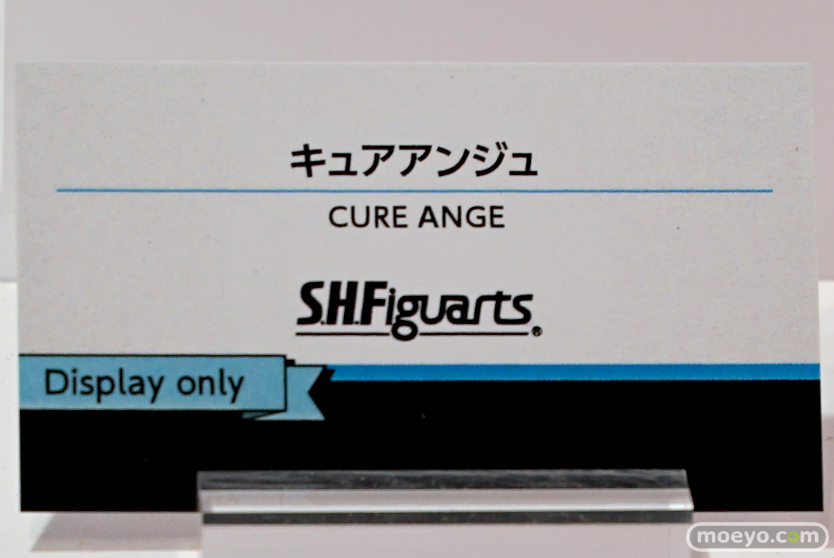 キュアアンジュ
CURE ANGE
S.H.Figuarts®
Display only
moeyo.com